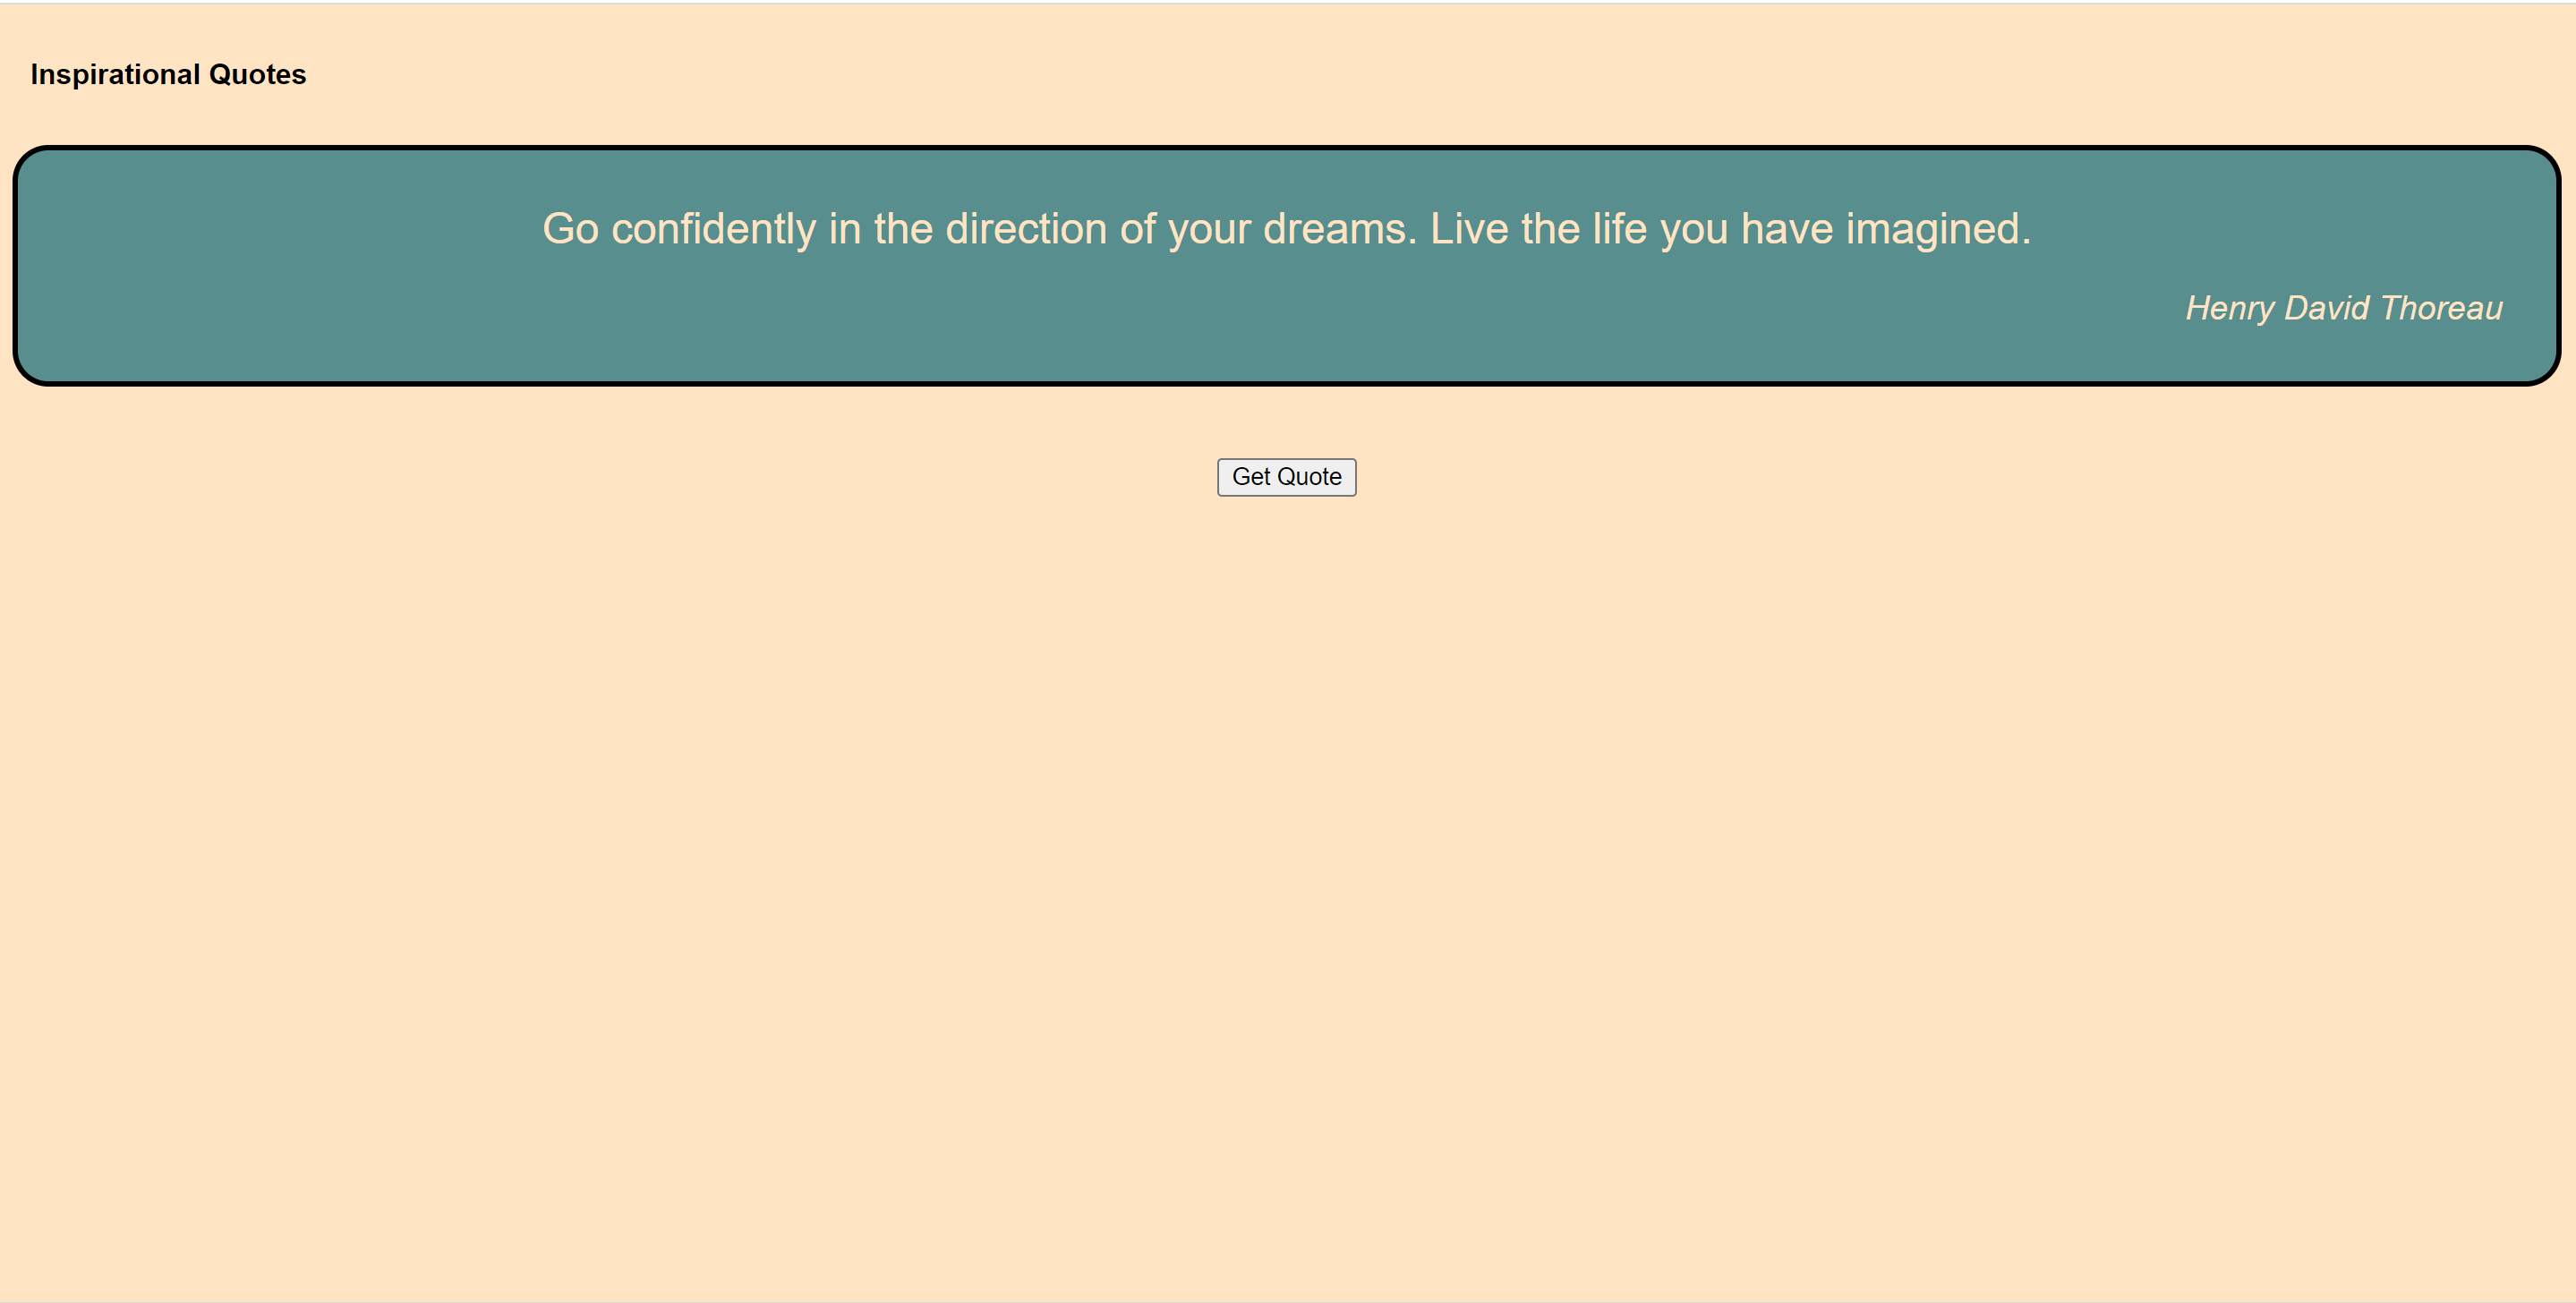 Inspirational Quotes
Go confidently in the direction of your dreams. Live the life you have imagined.
Henry David Thoreau
Get Quote